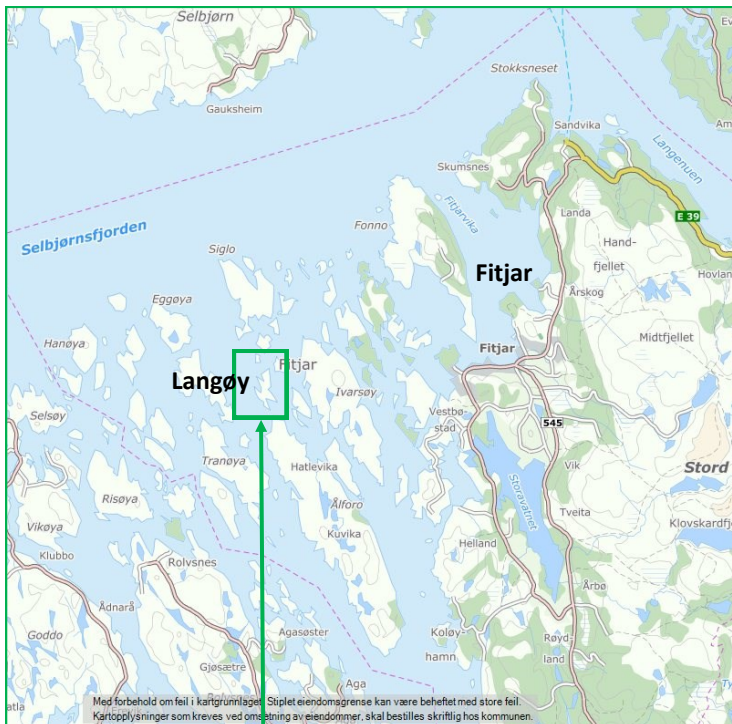 Selbjørn
Gauksheim
Stokksneset
Sandvika
Skumsnes
Langenuen
E 39
Selbjørnsfjorden
Siglo
Fonno
Fitjarvika
Landa
Hand-
fjellet
Hovlan
Fitjar
Årskog
Eggøya
Midtfjellet
Hanøya
Fitjar
Fitjar
Langøy
Ivarsøy
Selsøy
Vestbø-
stad
545
Tranøya
Hatlevika
Vik
Stord
Risøya
Ålforo
Storavatnet
Tveita
Vikøya
Kuvika
Klovskardfj
Klubbo
Rolvsnes
Helland
Årbø
Ådnarå
Agasøster
Koløy-
hamn
Røyd-
land
Goddo
Gjøsætre
Aga
Med forbehold om feil i kartgrunnlaget. Stiplet eiendomsgrense kan være beheftet med store feil.
Kartopplysninger som kreves ved omsetning av eiendommer, skal bestilles skriftlig hos kommunen.